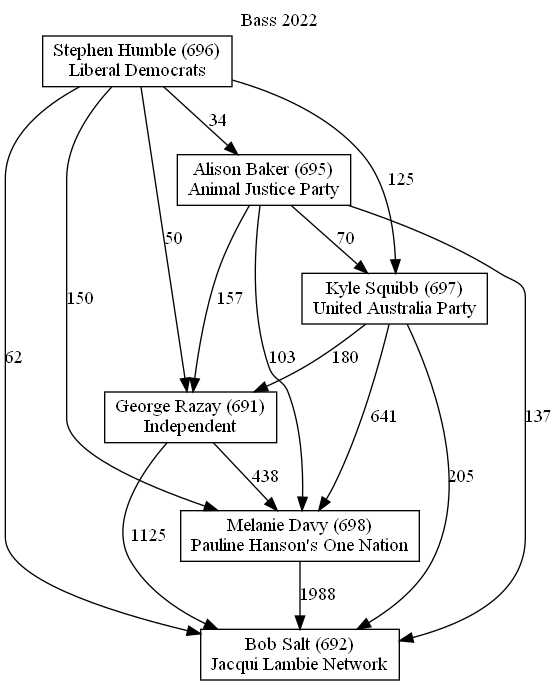 Bass 2022
Stephen Humble (696)
Liberal Democrats
34
Alison Baker (695)
Animal Justice Party
125
50
70
Kyle Squibb (697)
United Australia Party
150
157
62
103
180
George Razay (691)
Independent
641
137
438
205
Melanie Davy (698)
Pauline Hanson's One Nation
1125
1988
Bob Salt (692)
Jacqui Lambie Network